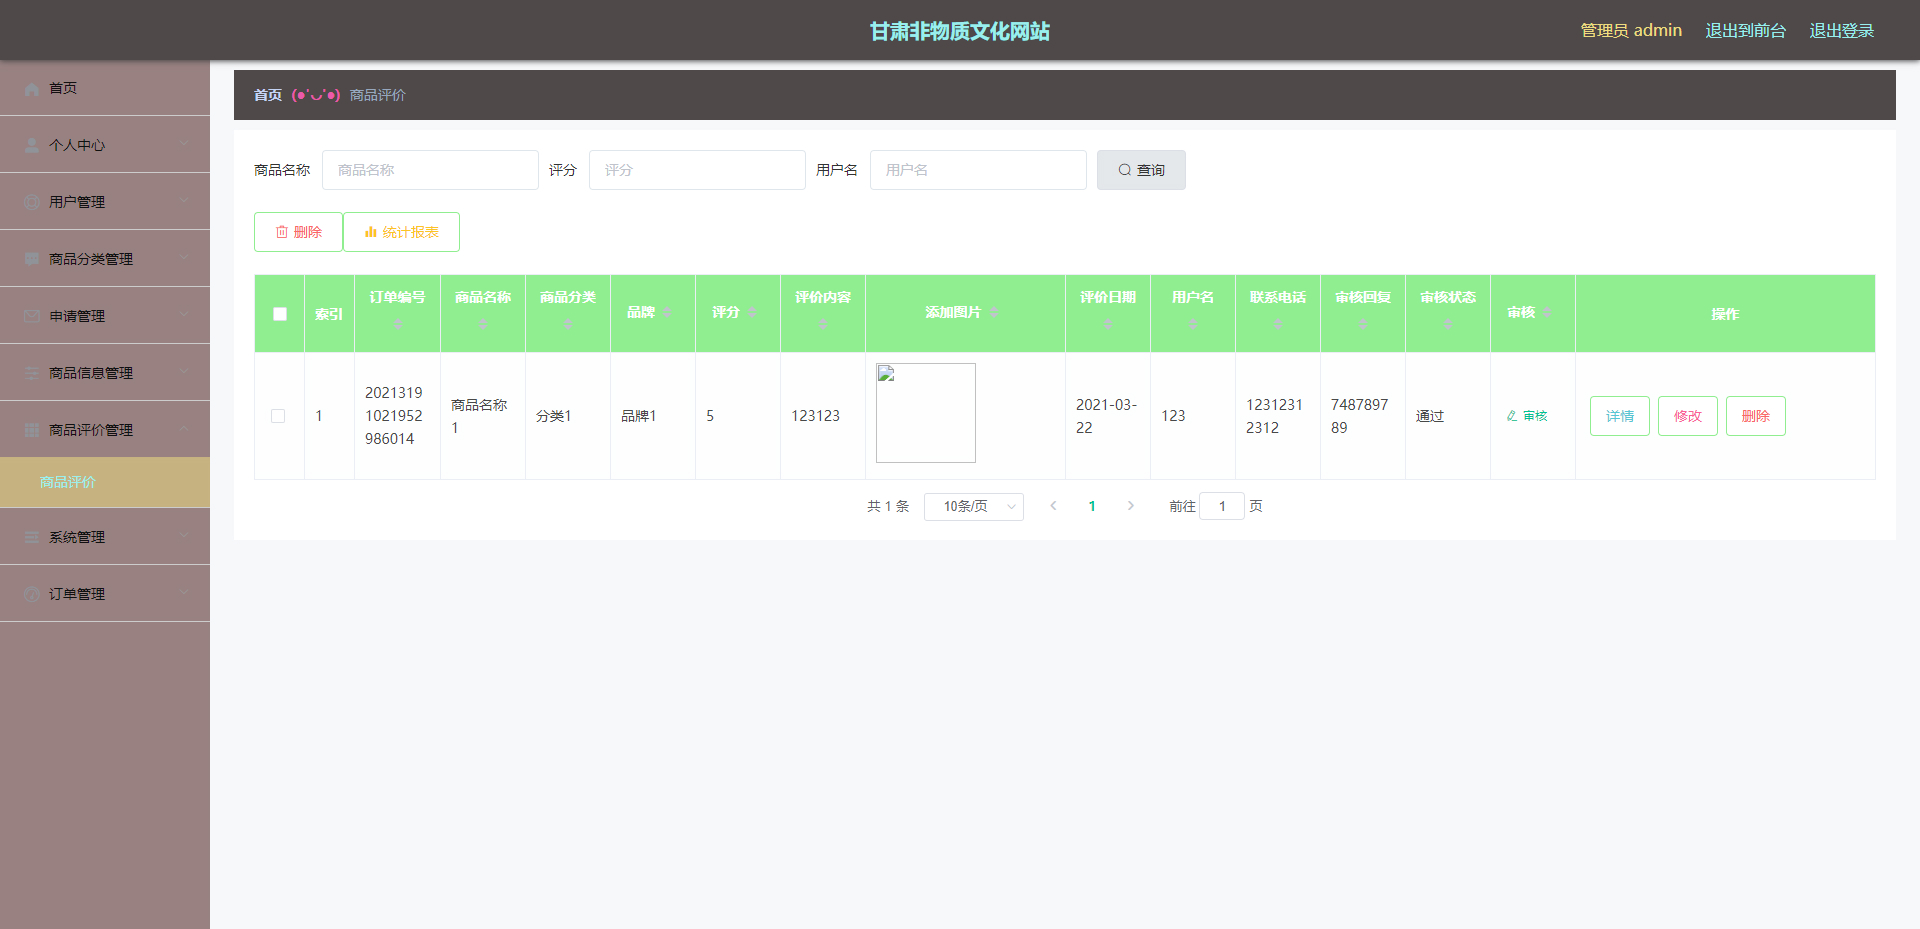 甘肃非物质文化网站
管理员 admin
退出到前台
退出登录
首页
个人中心
用户管理
商品分类管理
申请管理
商品信息管理
商品评价管理
商品评价
系统管理
订单管理
首页 (●'◡'●) 商品评价
商品名称 商品名称 评分 评分 用户名 用户名 查询
删除 统计报表
索引 订单编号 商品名称 商品分类 品牌 评分 评价内容 添加图片 评价日期 用户名 联系电话 审核回复 审核状态 审核 操作
1
2021319
1021952
986014
商品名称
1
分类1
品牌1
5
123123
2021-03-
22
123
1231231
2312
7487897
89
通过
审核
详情 修改 删除
共 1 条 10条/页 1 前往 1 页